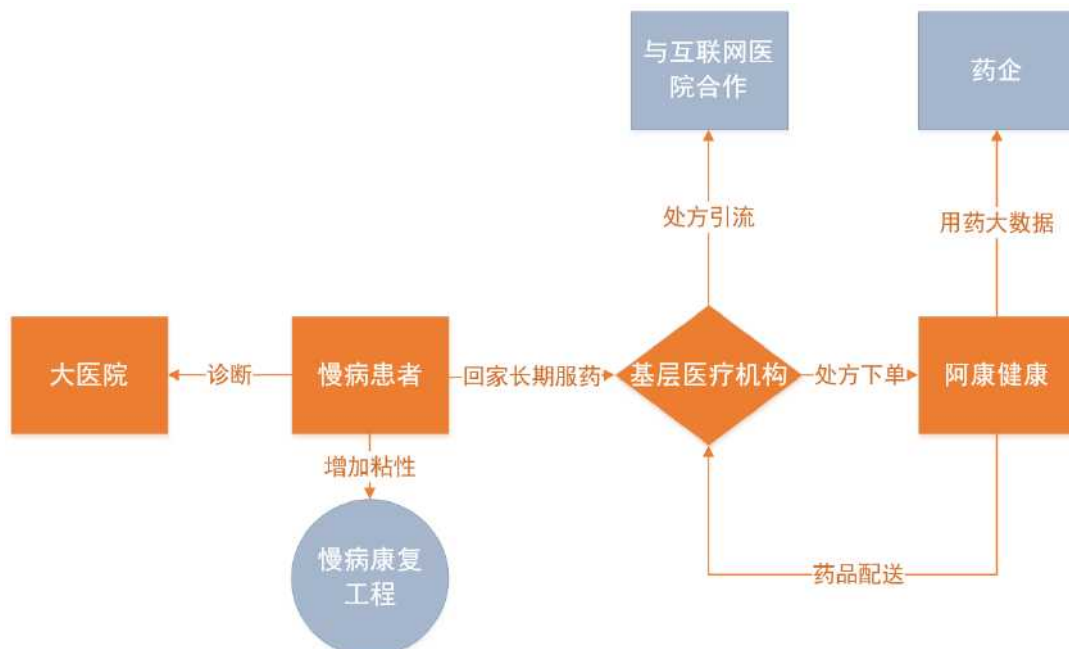 与互联网医
院合作
药企
处方引流
用药大数据
大医院
诊断
慢病患者
回家长期服药
基层医疗机构
处方下单
阿康健康
增加粘性
慢病康复
工程
药品配送